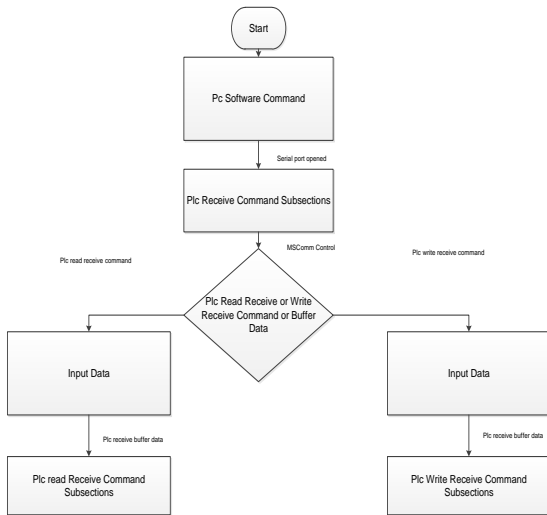 Start
Pc Software Command
Serial port opened
Plc Receive Command Subsections
MSComm Control
Plc read receive command
Plc write receive command
Plc Read Receive or Write
Receive Command or Buffer
Data
Input Data
Input Data
Plc receive buffer data
Plc receive buffer data
Plc read Receive Command
Subsections
Plc Write Receive Command
Subsections